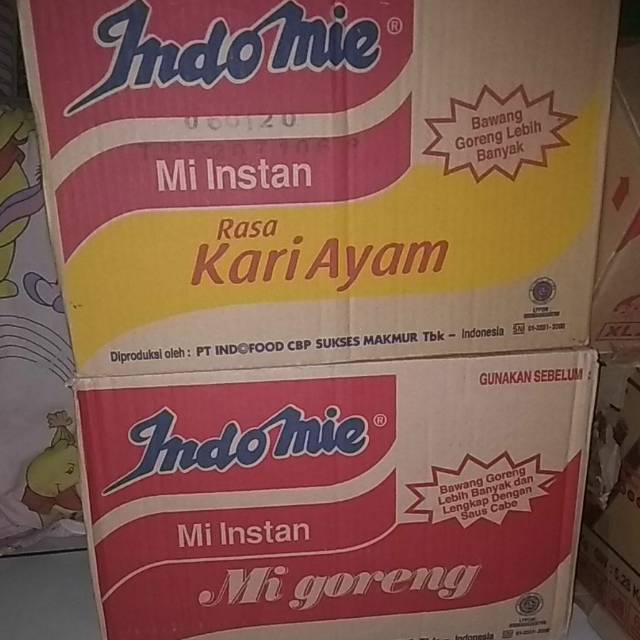 Indomie®
Mi Instan
Bawang
Goreng Lebih
Banyak
Rasa
Kari Ayam
Diproduksi oleh : PT INDOFOOD CBP SUKSES MAKMUR Tbk – Indonesia
GUNAKAN SEBELUM :
Indomie®
Mi Instan
Bawang Goreng
Lebih Banyak dan
Lengkap Dengan
Saus Cabe
Mi goreng